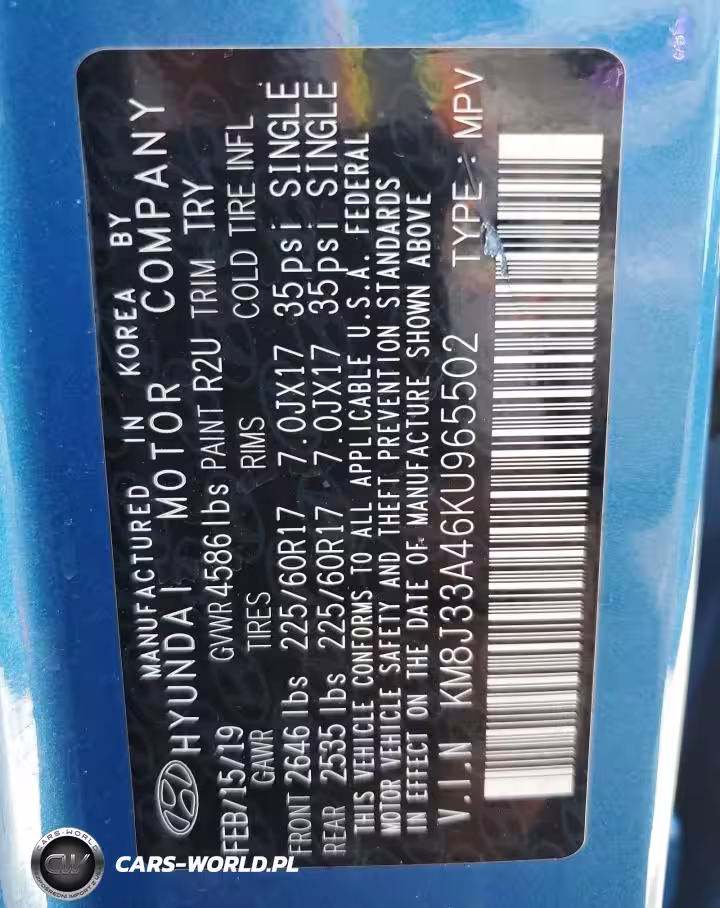 MANUFACTURED IN KOREA BY
HYUNDAI MOTOR COMPANY
FEB/15/19 GVWR 4586 lbs PAINT R2U TRIM TRY
GAWR TIRES RIMS COLD TIRE INFL
FRONT 2646 lbs 225/60R17 7.0JX17 35psi SINGLE
REAR 2535 lbs 225/60R17 7.0JX17 35psi SINGLE
THIS VEHICLE CONFORMS TO ALL APPLICABLE U.S.A. FEDERAL
MOTOR VEHICLE SAFETY AND THEFT PREVENTION STANDARDS
IN EFFECT ON THE DATE OF MANUFACTURE SHOWN ABOVE
V.I.N KM8J33A46KU965502 TYPE : MPV
CARS-WORLD
CW
CARS-WORLD.PL